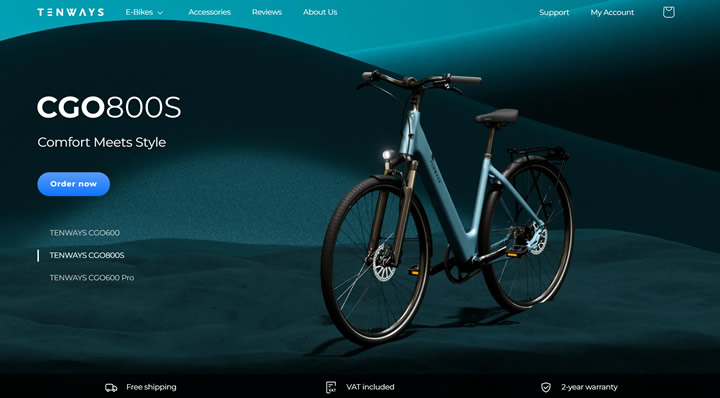 TENWAYS
E-Bikes
Accessories
Reviews
About Us
Support
My Account
CGO800S
Comfort Meets Style
Order now
TENWAYS CGO600
TENWAYS CGO800S
TENWAYS CGO600 Pro
Free shipping
VAT
VAT included
2-year warranty